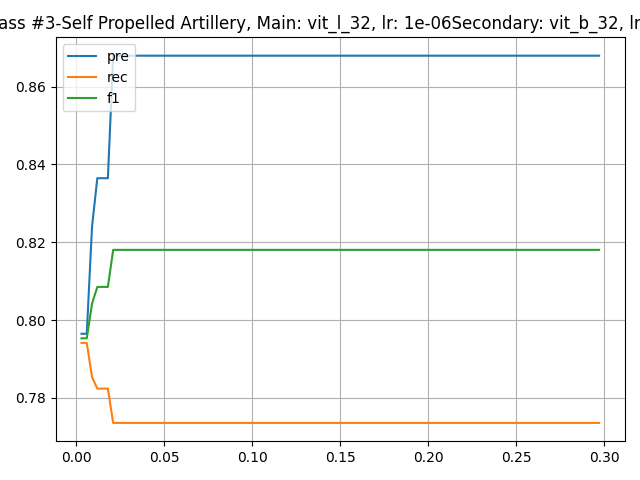 ass #3-Self Propelled Artillery, Main: vit_l_32, lr: 1e-06Secondary: vit_b_32, lr
pre
rec
f1
0.86
0.84
0.82
0.80
0.78
0.00 0.05 0.10 0.15 0.20 0.25 0.30